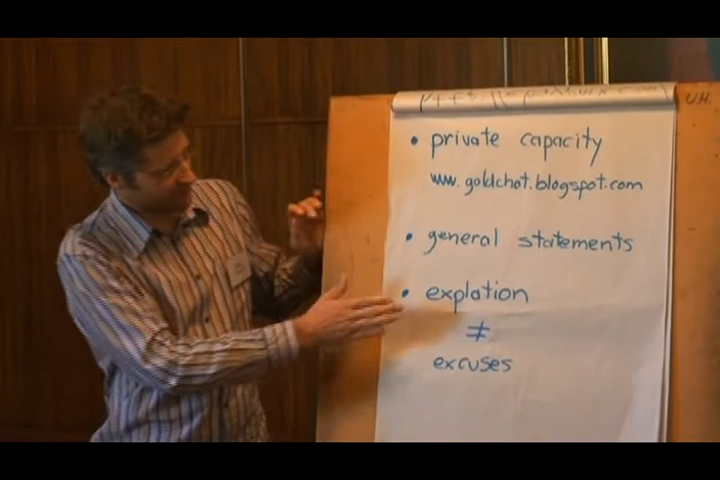 • private capacity
www.goldchat.blogspot.com
• general statements
• explation
≠
excuses